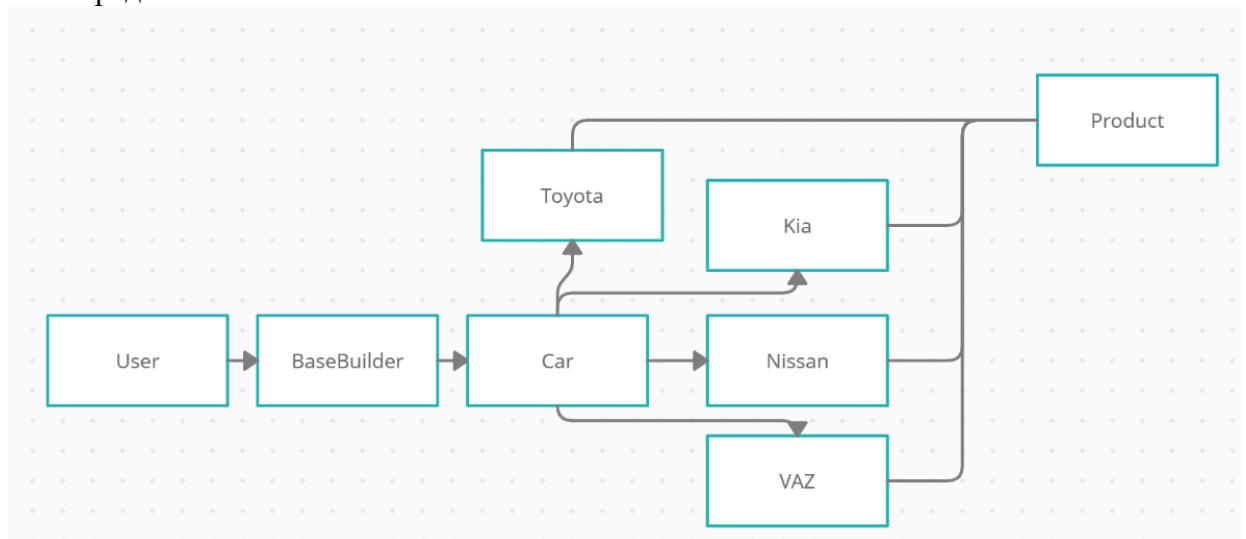 Product
Toyota
Kia
User
BaseBuilder
Car
Nissan
VAZ